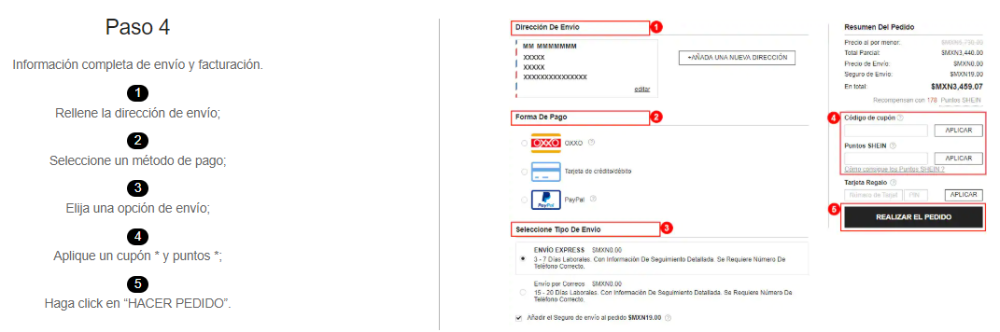 Paso 4
Información completa de envío y facturación.
1
Rellene la dirección de envío;
2
Seleccione un método de pago;
3
Elija una opción de envío;
4
Aplique un cupón * y puntos *;
5
Haga click en “HACER PEDIDO”.
Dirección De Envío
1
MM MMMMMMM
XXXXX
XXXXX
XXXXXXXXXXXXXXX
editar
+AÑADA UNA NUEVA DIRECCIÓN
Forma De Pago
2
OXXO OXXO ?
Tarjeta de crédito/débito
PayPal PayPal ?
Seleccione Tipo De Envio
3
ENVÍO EXPRESS $MXN0.00
3 - 7 Días Laborales. Con Información De Seguimiento Detallada. Se Requiere Número De
Teléfono Correcto.
Envío por Correos $MXN0.00
15 - 20 Días Laborales. Con Información De Seguimiento Detallada. Se Requiere Número De
Teléfono Correcto.
Añadir el Seguro de envío al pedido $MXN19.00 ?
Resumen Del Pedido
Precio al por menor:
Total Parcial: $MXN3,440.00
Precio de Envío: $MXN0.00
Seguro de Envío: $MXN19.00
En total: $MXN3,459.07
Recompensan con 178 Puntos SHEIN
4
Código de cupón ?
APLICAR
Puntos SHEIN ?
APLICAR
Cómo consigue los Puntos SHEIN ?
Tarjeta Regalo ?
Número de Tarjet PIN APLICAR
5
REALIZAR EL PEDIDO